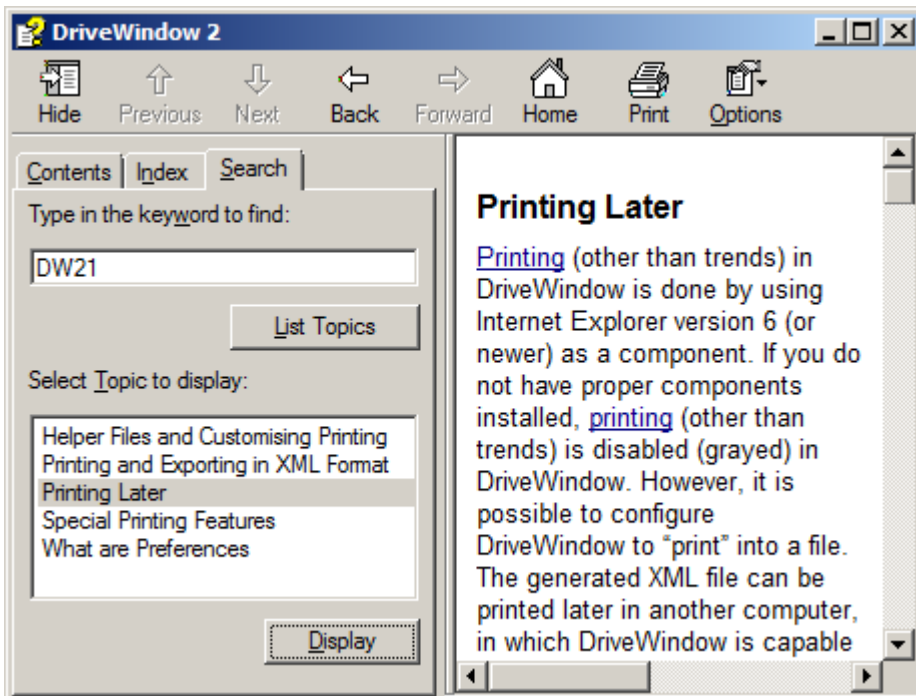 DriveWindow 2
Hide Previous Next Back Forward Home Print Options
Contents Index Search
Type in the keyword to find:
DW21
List Topics
Select Topic to display:
Helper Files and Customising Printing
Printing and Exporting in XML Format
Printing Later
Special Printing Features
What are Preferences
Display
Printing Later
Printing (other than trends) in
DriveWindow is done by using
Internet Explorer version 6 (or
newer) as a component. If you do
not have proper components
installed, printing (other than
trends) is disabled (grayed) in
DriveWindow. However, it is
possible to configure
DriveWindow to “print” into a file.
The generated XML file can be
printed later in another computer,
in which DriveWindow is capable